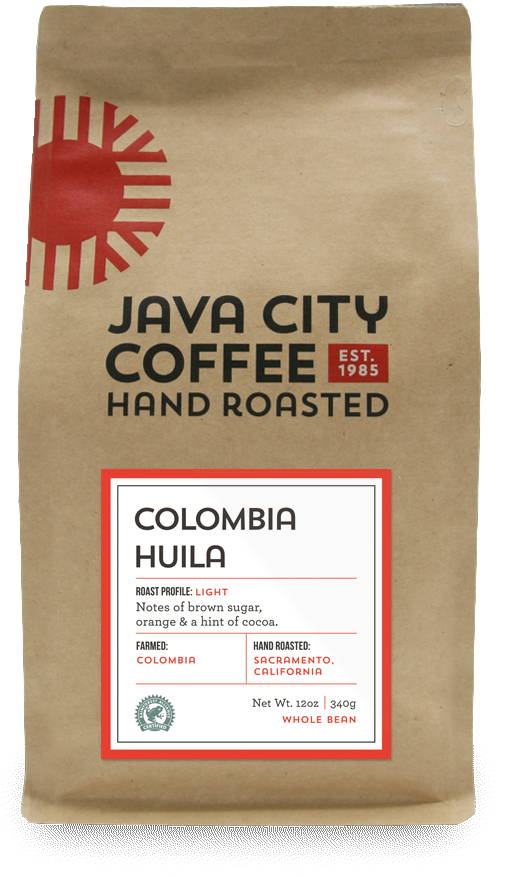 JAVA CITY
COFFEE EST. 1985
HAND ROASTED
COLOMBIA
HUILA
ROAST PROFILE: LIGHT
Notes of brown sugar,
orange & a hint of cocoa.
FARMED:
COLOMBIA
HAND ROASTED:
SACRAMENTO,
CALIFORNIA
Net Wt. 12oz | 340g
WHOLE BEAN
CERTIFIED